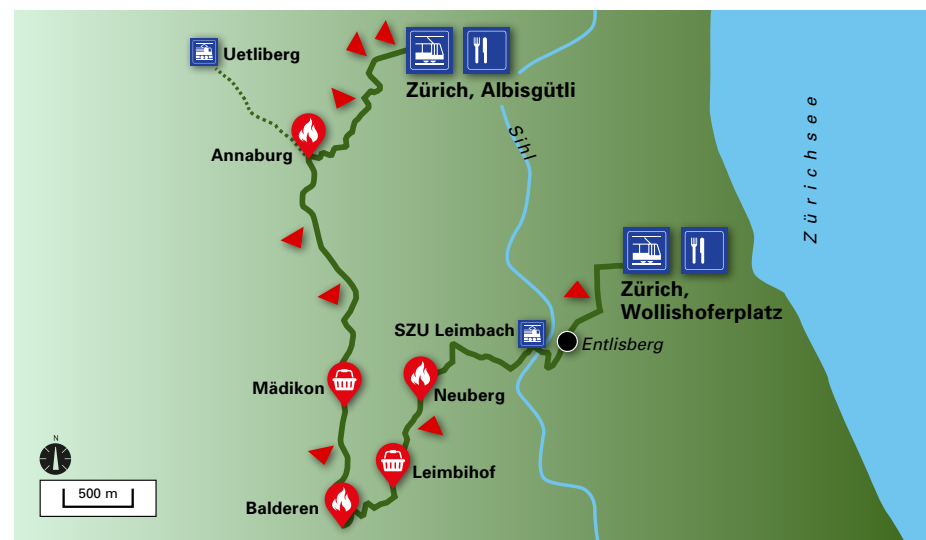 Uetliberg
Zürich, Albisgütli
Sihl
Zürichsee
Annaburg
Zürich,
Wollishoferplatz
SZU Leimbach
Entlisberg
Mädikon
Neuberg
N
Leimbihof
500 m
Balderen